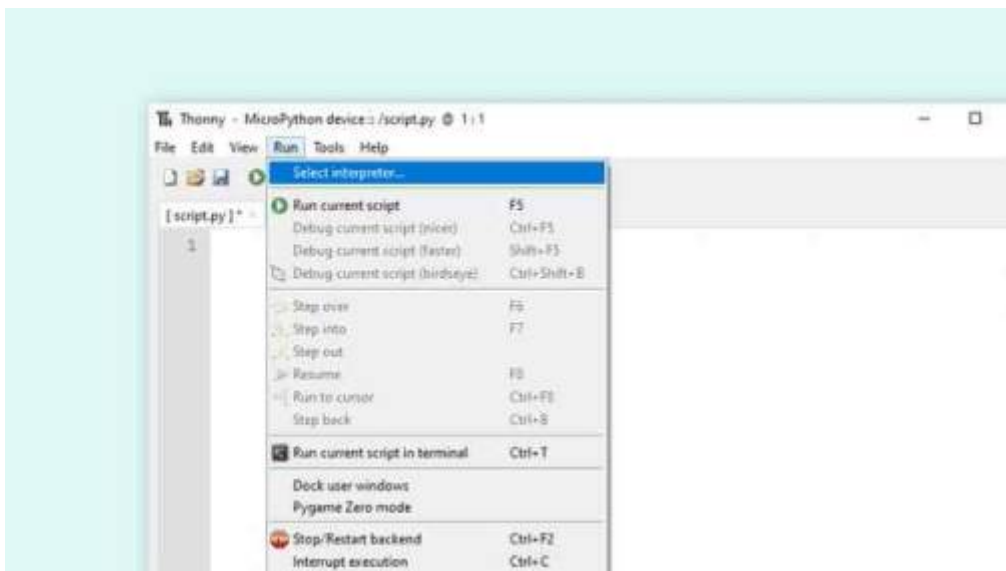 Thonny - MicroPython device :: /script.py @ 1 : 1
File Edit View Run Tools Help
Select interpreter...
[ script.py ] *
Run current script F5
1
Debug current script (nicer) Ctrl+F5
Debug current script (faster) Shift+F5
Debug current script (birdseye) Ctrl+Shift+B
Step over F6
Step into F7
Step out
Resume F8
Run to cursor Ctrl+F8
Step back Ctrl+B
Run current script in terminal Ctrl+T
Dock user windows
Pygame Zero mode
Stop/Restart backend Ctrl+F2
Interrupt execution Ctrl+C